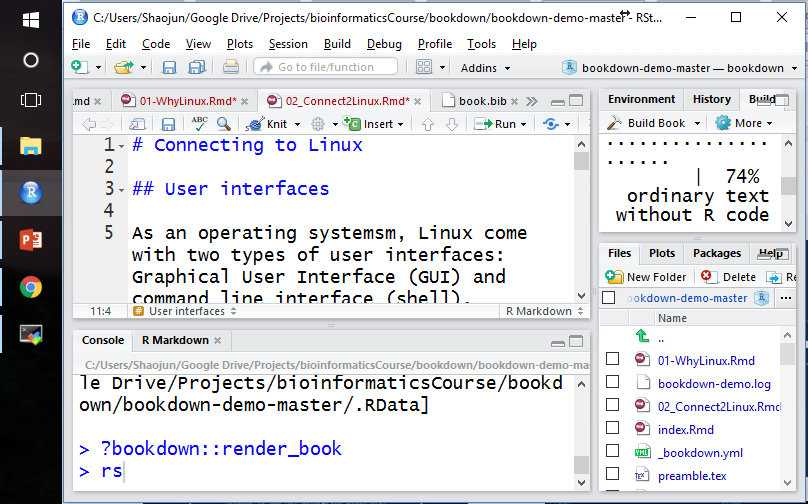 C:/Users/Shaojun/Google Drive/Projects/bioinformaticsCourse/bookdown/bookdown-demo-master - RSt...
File Edit Code View Plots Session Build Debug Profile Tools Help
Go to file/function Addins bookdown-demo-master — bookdown
.md 01-WhyLinux.Rmd* 02_Connect2Linux.Rmd* book.bib
ABC Knit Insert Run
1 # Connecting to Linux
2
3 ## User interfaces
4
5 As an operating systemsm, Linux come
with two types of user interfaces:
Graphical User Interface (GUI) and
command line interface (shell).
11:4 # User interfaces R Markdown
Console R Markdown
C:/Users/Shaojun/Google Drive/Projects/bioinformaticsCourse/bookdown/bookdown-demo-mas
le Drive/Projects/bioinformaticsCourse/bookd
own/bookdown-demo-master/.RData]
> ?bookdown::render_book
> rs
Environment History Build
Build Book More
...............
......
| 74%
ordinary text
without R code
Files Plots Packages Help
New Folder Delete Re
ookdown-demo-master
Name
..
01-WhyLinux.Rmd
bookdown-demo.log
02_Connect2Linux.Rmd
index.Rmd
_bookdown.yml
preamble.tex